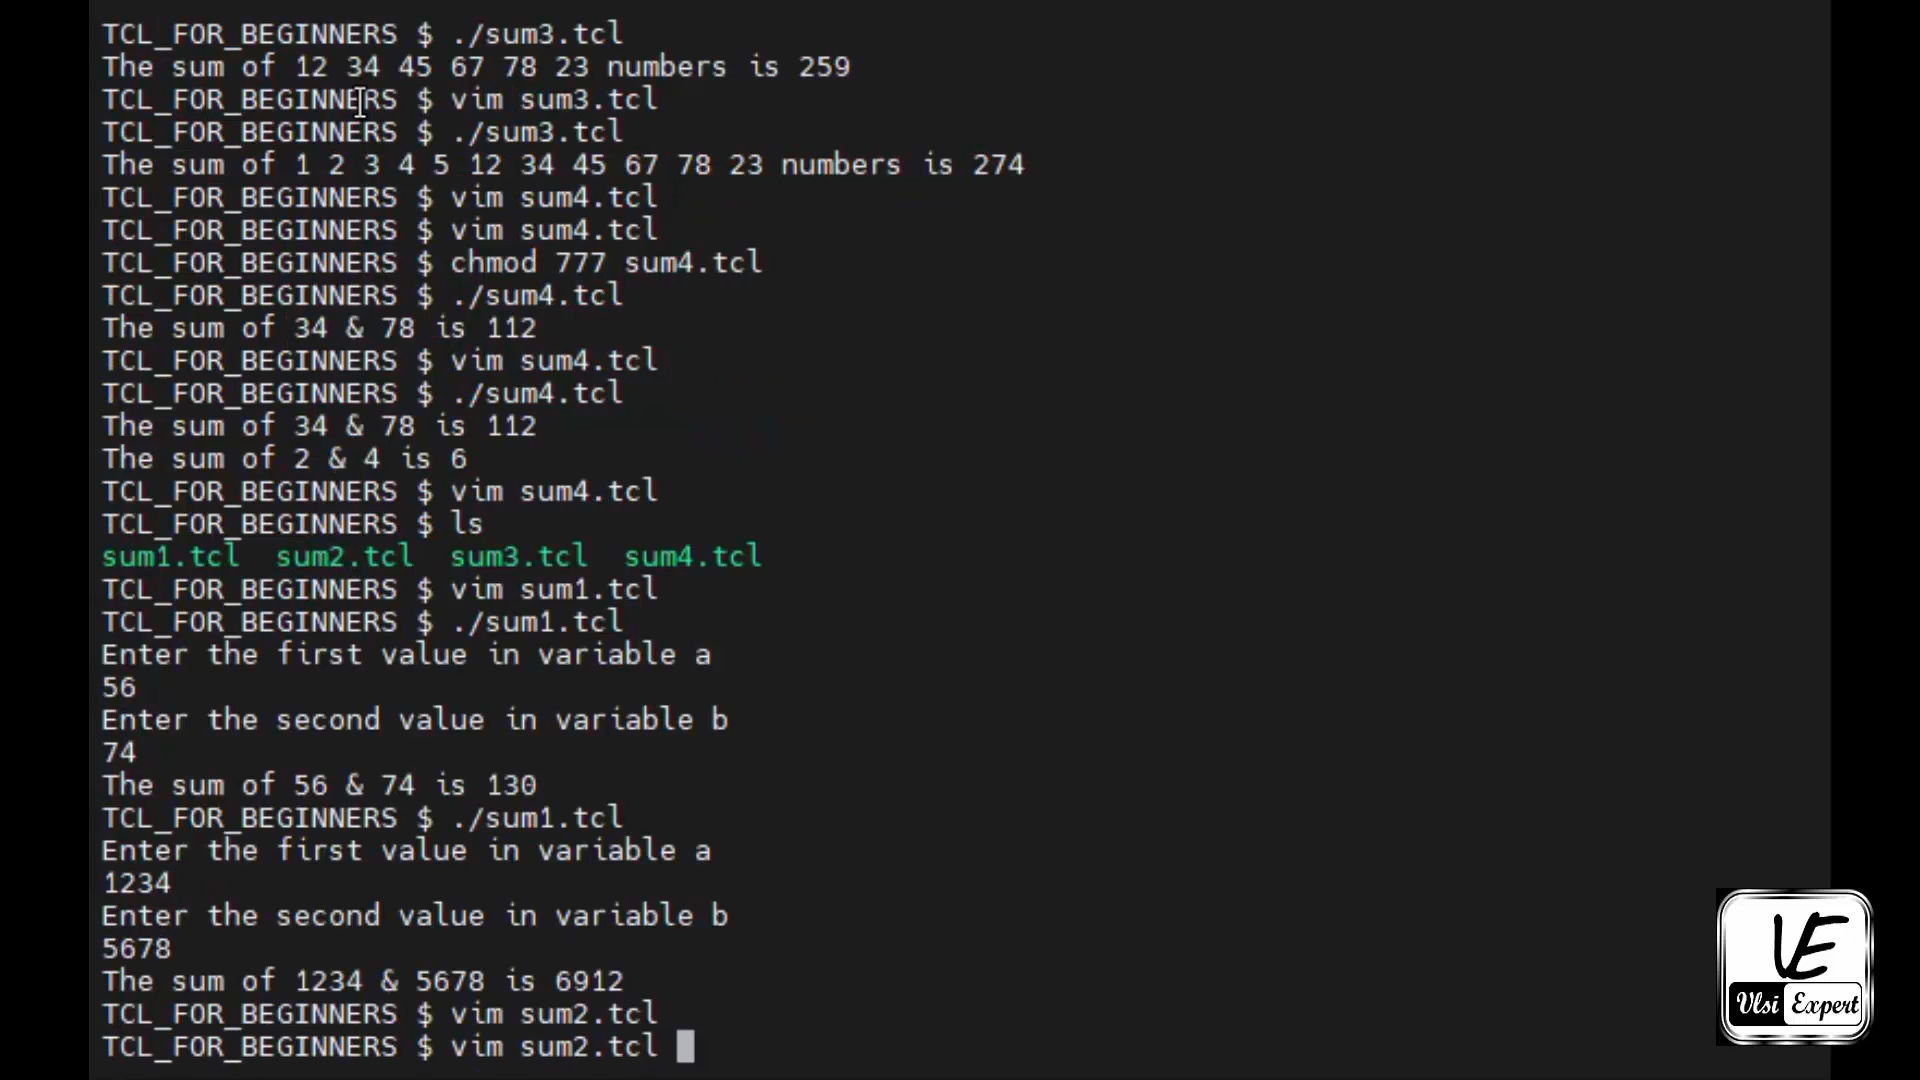 TCL_FOR_BEGINNERS $ ./sum3.tcl
The sum of 12 34 45 67 78 23 numbers is 259
TCL_FOR_BEGINNERS $ vim sum3.tcl
TCL_FOR_BEGINNERS $ ./sum3.tcl
The sum of 1 2 3 4 5 12 34 45 67 78 23 numbers is 274
TCL_FOR_BEGINNERS $ vim sum4.tcl
TCL_FOR_BEGINNERS $ vim sum4.tcl
TCL_FOR_BEGINNERS $ chmod 777 sum4.tcl
TCL_FOR_BEGINNERS $ ./sum4.tcl
The sum of 34 & 78 is 112
TCL_FOR_BEGINNERS $ vim sum4.tcl
TCL_FOR_BEGINNERS $ ./sum4.tcl
The sum of 34 & 78 is 112
The sum of 2 & 4 is 6
TCL_FOR_BEGINNERS $ vim sum4.tcl
TCL_FOR_BEGINNERS $ ls
sum1.tcl  sum2.tcl  sum3.tcl  sum4.tcl
TCL_FOR_BEGINNERS $ vim sum1.tcl
TCL_FOR_BEGINNERS $ ./sum1.tcl
Enter the first value in variable a
56
Enter the second value in variable b
74
The sum of 56 & 74 is 130
TCL_FOR_BEGINNERS $ ./sum1.tcl
Enter the first value in variable a
1234
Enter the second value in variable b
5678
The sum of 1234 & 5678 is 6912
TCL_FOR_BEGINNERS $ vim sum2.tcl
TCL_FOR_BEGINNERS $ vim sum2.tcl
VE
Vlsi Expert